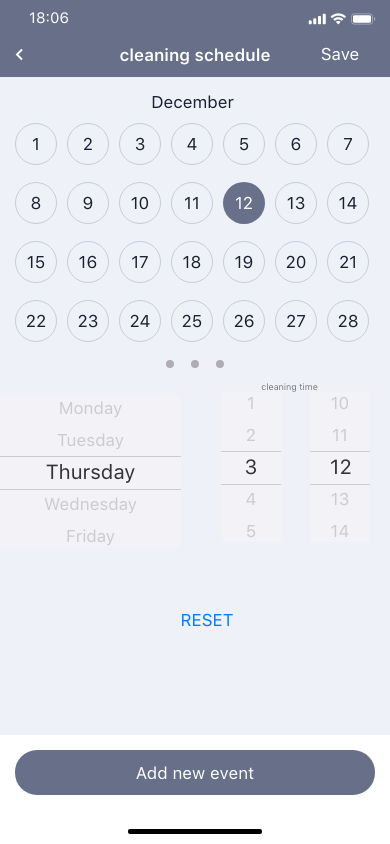 18:06
cleaning schedule Save
December
1 2 3 4 5 6 7
8 9 10 11 12 13 14
15 16 17 18 19 20 21
22 23 24 25 26 27 28
cleaning time
Monday 1 10
Tuesday 2 11
Thursday 3 12
Wednesday 4 13
Friday 5 14
RESET
Add new event